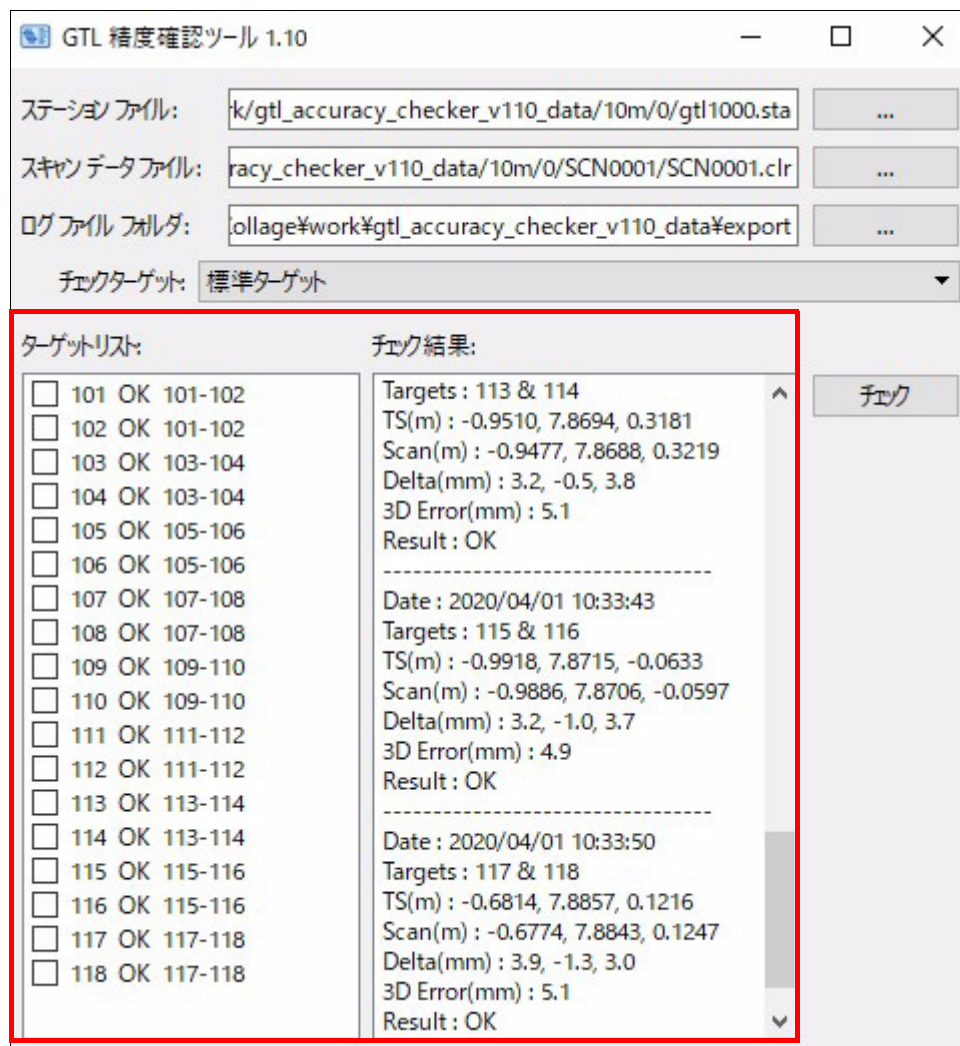 GTL 精度確認ツール 1.10
ステーション ファイル: rk/gtl_accuracy_checker_v110_data/10m/0/gtl1000.sta ...
スキャン データ ファイル: racy_checker_v110_data/10m/0/SCN0001/SCN0001.clr ...
ログ ファイル フォルダ: ollage¥work¥gtl_accuracy_checker_v110_data¥export ...
チェックターゲット: 標準ターゲット
ターゲットリスト:
101 OK 101-102
102 OK 101-102
103 OK 103-104
104 OK 103-104
105 OK 105-106
106 OK 105-106
107 OK 107-108
108 OK 107-108
109 OK 109-110
110 OK 109-110
111 OK 111-112
112 OK 111-112
113 OK 113-114
114 OK 113-114
115 OK 115-116
116 OK 115-116
117 OK 117-118
118 OK 117-118
チェック結果:
Targets : 113 & 114
TS(m) : -0.9510, 7.8694, 0.3181
Scan(m) : -0.9477, 7.8688, 0.3219
Delta(mm) : 3.2, -0.5, 3.8
3D Error(mm) : 5.1
Result : OK
---------------------------------
Date : 2020/04/01 10:33:43
Targets : 115 & 116
TS(m) : -0.9918, 7.8715, -0.0633
Scan(m) : -0.9886, 7.8706, -0.0597
Delta(mm) : 3.2, -1.0, 3.7
3D Error(mm) : 4.9
Result : OK
---------------------------------
Date : 2020/04/01 10:33:50
Targets : 117 & 118
TS(m) : -0.6814, 7.8857, 0.1216
Scan(m) : -0.6774, 7.8843, 0.1247
Delta(mm) : 3.9, -1.3, 3.0
3D Error(mm) : 5.1
Result : OK
チェック